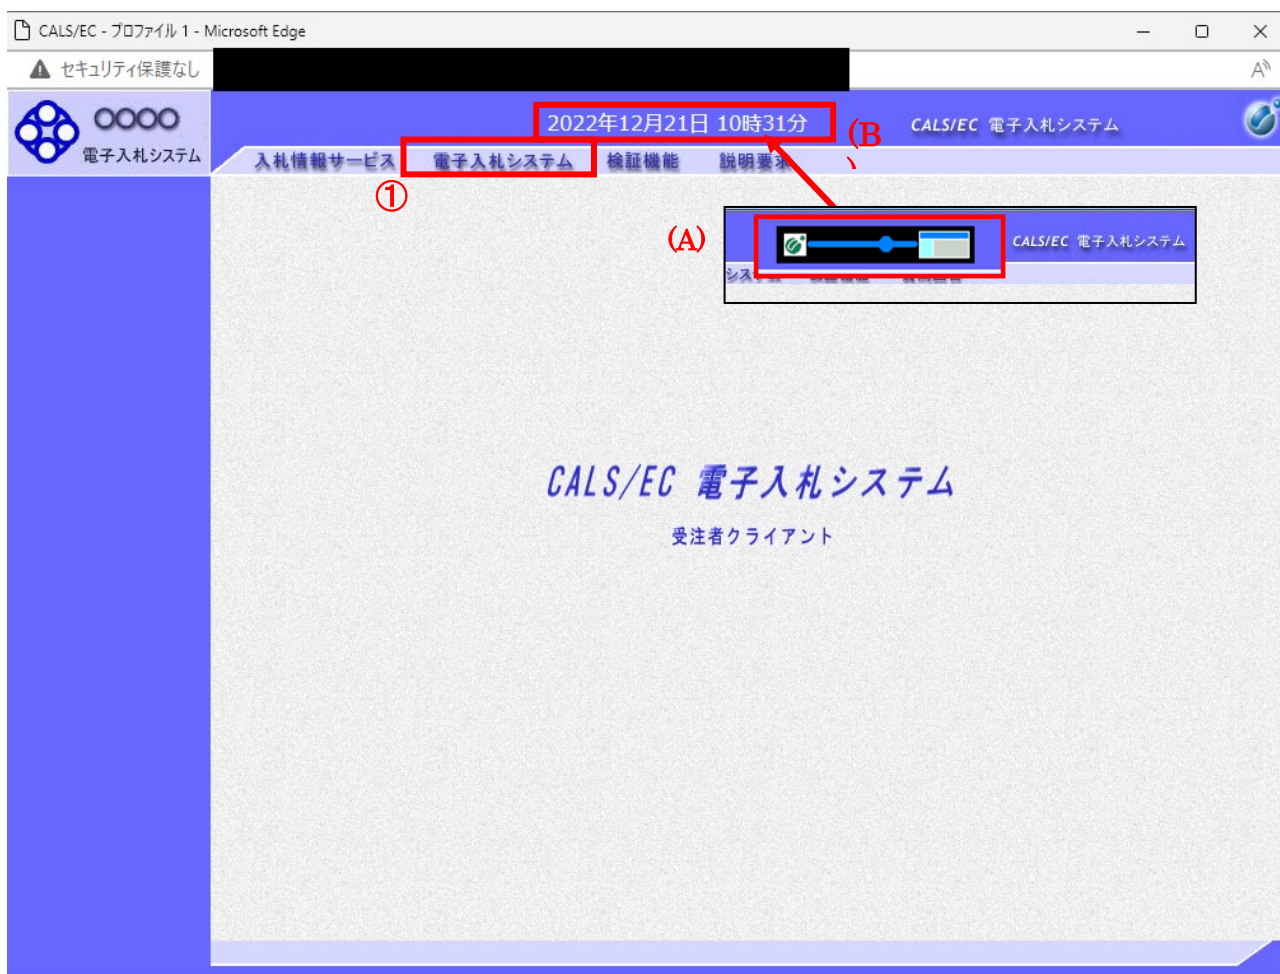 CALS/EC - プロファイル 1 - Microsoft Edge
セキュリティ保護なし
○○○○
電子入札システム
2022年12月21日 10時31分
(B
CALS/EC 電子入札システム
入札情報サービス 電子入札システム 検証機能 説明要求
①
(A)
CALS/EC 電子入札システム
CALS/EC 電子入札システム
受注者クライアント